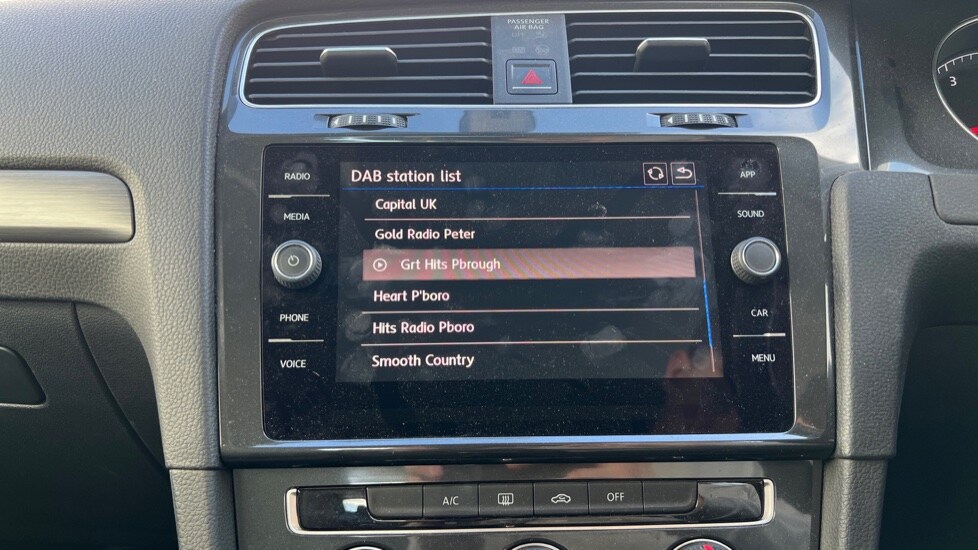 PASSENGER
AIR BAG
3
RADIO
MEDIA
PHONE
VOICE
DAB station list
Capital UK
Gold Radio Peter
Grt Hits Pbrough
Heart P'boro
Hits Radio Pboro
Smooth Country
APP
SOUND
CAR
MENU
A/C
OFF